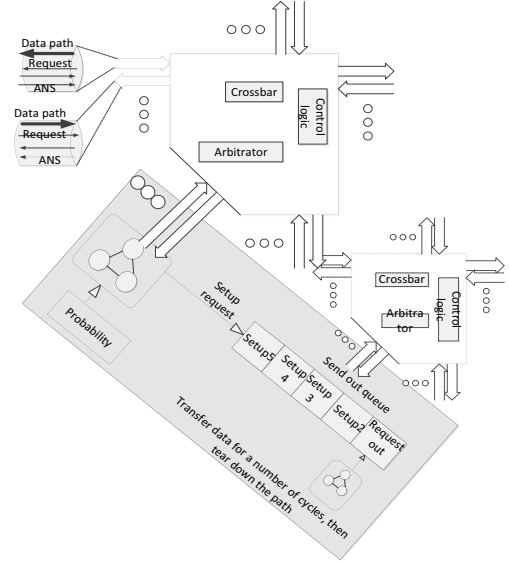 Data path
Request
ANS
Data path
Request
ANS
Crossbar
Control
logic
Arbitrator
Crossbar
Control
logic
Arbitra
tor
Setup
request
Probability
Setup5
Setup
4
Setup
3
Setup2
Request
out
Send out queue
Transfer data for a number of cycles, then
tear down the path